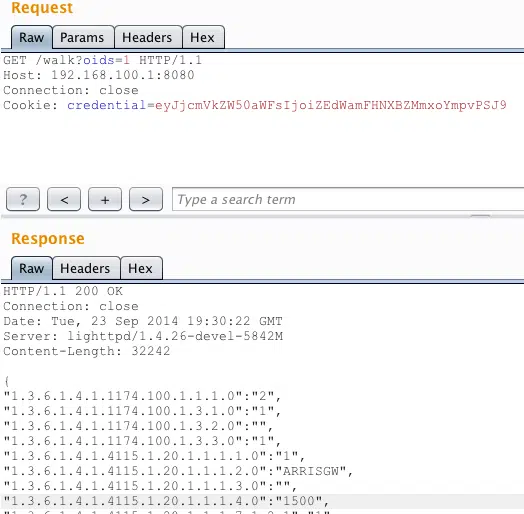 Request
Raw Params Headers Hex
GET /walk?oids=1 HTTP/1.1
Host: 192.168.100.1:8080
Connection: close
Cookie: credential=eyJjcmVkZW50aWFsIjoiZEdWamFHNXBZMmxoYmpvPSJ9
? < + > Type a search term
Response
Raw Headers Hex
HTTP/1.1 200 OK
Connection: close
Date: Tue, 23 Sep 2014 19:30:22 GMT
Server: lighttpd/1.4.26-devel-5842M
Content-Length: 32242
{
"1.3.6.1.4.1.1174.100.1.1.1.0":"2",
"1.3.6.1.4.1.1174.100.1.3.1.0":"1",
"1.3.6.1.4.1.1174.100.1.3.2.0":"",
"1.3.6.1.4.1.1174.100.1.3.3.0":"1",
"1.3.6.1.4.1.4115.1.20.1.1.1.1.0":"1",
"1.3.6.1.4.1.4115.1.20.1.1.1.2.0":"ARRISGW",
"1.3.6.1.4.1.4115.1.20.1.1.1.3.0":"",
"1.3.6.1.4.1.4115.1.20.1.1.1.4.0":"1500",